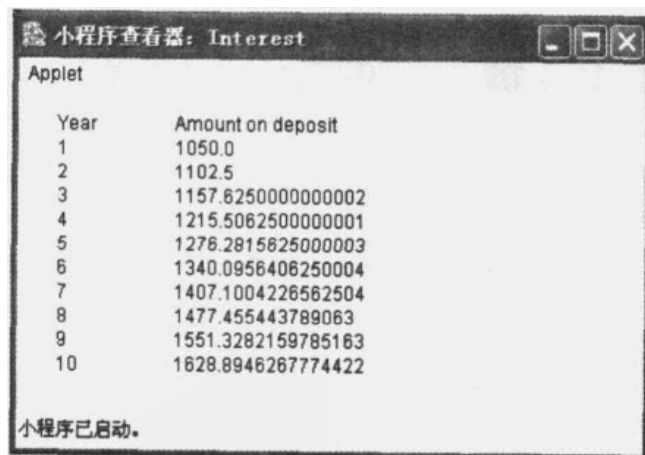 小程序查看器: Interest
Applet
Year Amount on deposit
1 1050.0
2 1102.5
3 1157.6250000000002
4 1215.5062500000001
5 1276.2815625000003
6 1340.0956406250004
7 1407.1004226562504
8 1477.455443789063
9 1551.3282159785163
10 1628.8946267774422
小程序已启动。